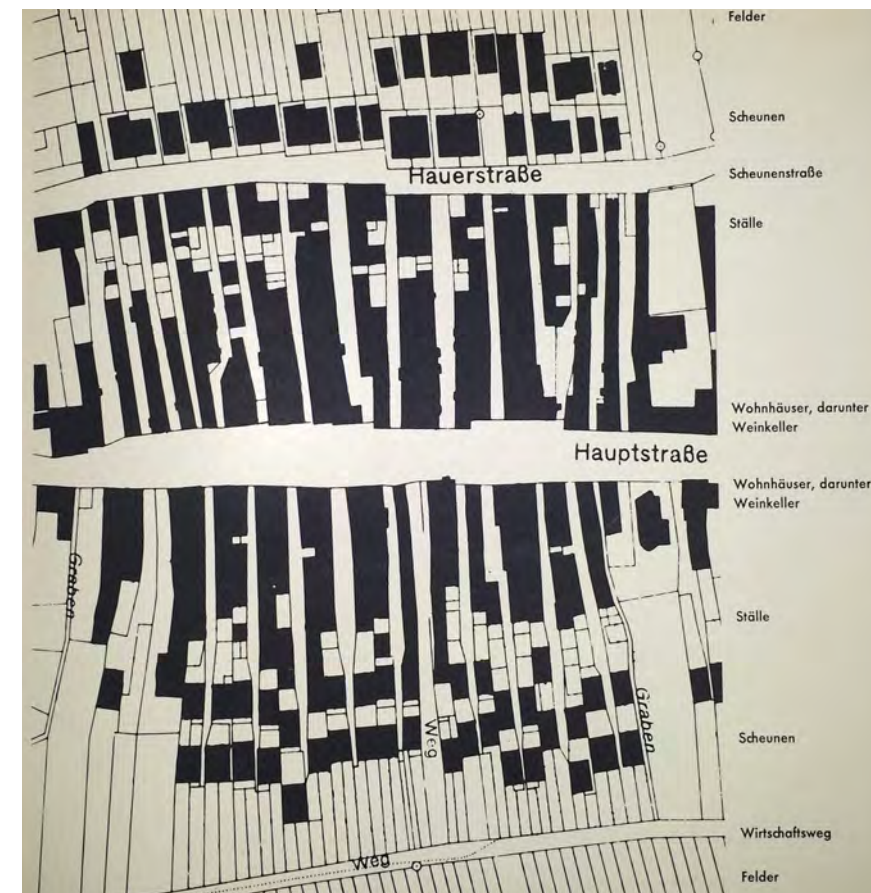 Felder
Scheunen
Hauerstraße
Scheunenstraße
Ställe
Wohnhäuser, darunter
Weinkeller
Hauptstraße
Wohnhäuser, darunter
Weinkeller
Graben
Ställe
Graben
Weg
Scheunen
Wirtschaftsweg
Weg
Felder